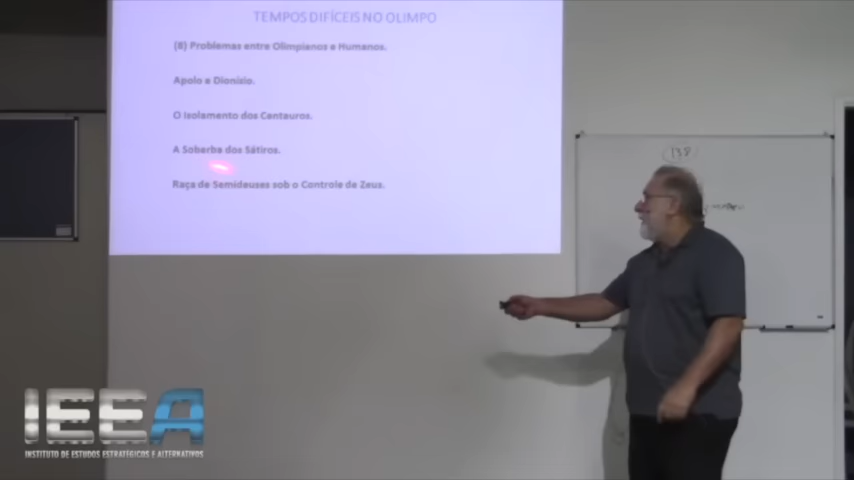 TEMPOS DIFÍCEIS NO OLIMPO
(8) Problemas entre Olimpianos e Humanos.
Apolo e Dionísio.
O Isolamento dos Centauros.
A Soberba dos Sátiros.
Raça de Semideuses sob o Controle de Zeus.
138
IEEA
INSTITUTO DE ESTUDOS ESTRATÉGICOS E ALTERNATIVOS